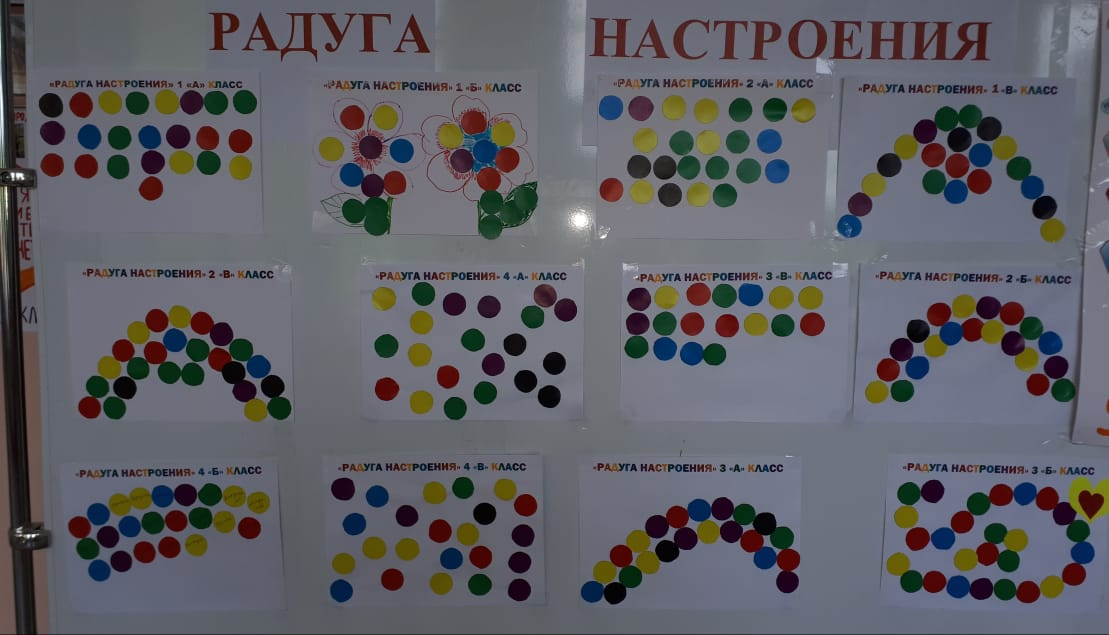 РАДУГА НАСТРОЕНИЯ
«РАДУГА НАСТРОЕНИЯ» 1 «А» КЛАСС
«РАДУГА НАСТРОЕНИЯ» 1 «Б» КЛАСС
«РАДУГА НАСТРОЕНИЯ» 2 «А» КЛАСС
«РАДУГА НАСТРОЕНИЯ» 1 «В» КЛАСС
«РАДУГА НАСТРОЕНИЯ» 2 «В» КЛАСС
«РАДУГА НАСТРОЕНИЯ» 4 «А» КЛАСС
«РАДУГА НАСТРОЕНИЯ» 3 «В» КЛАСС
«РАДУГА НАСТРОЕНИЯ» 2 «Б» КЛАСС
«РАДУГА НАСТРОЕНИЯ» 4 «Б» КЛАСС
«РАДУГА НАСТРОЕНИЯ» 4 «В» КЛАСС
«РАДУГА НАСТРОЕНИЯ» 3 «А» КЛАСС
«РАДУГА НАСТРОЕНИЯ» 3 «Б» КЛАСС